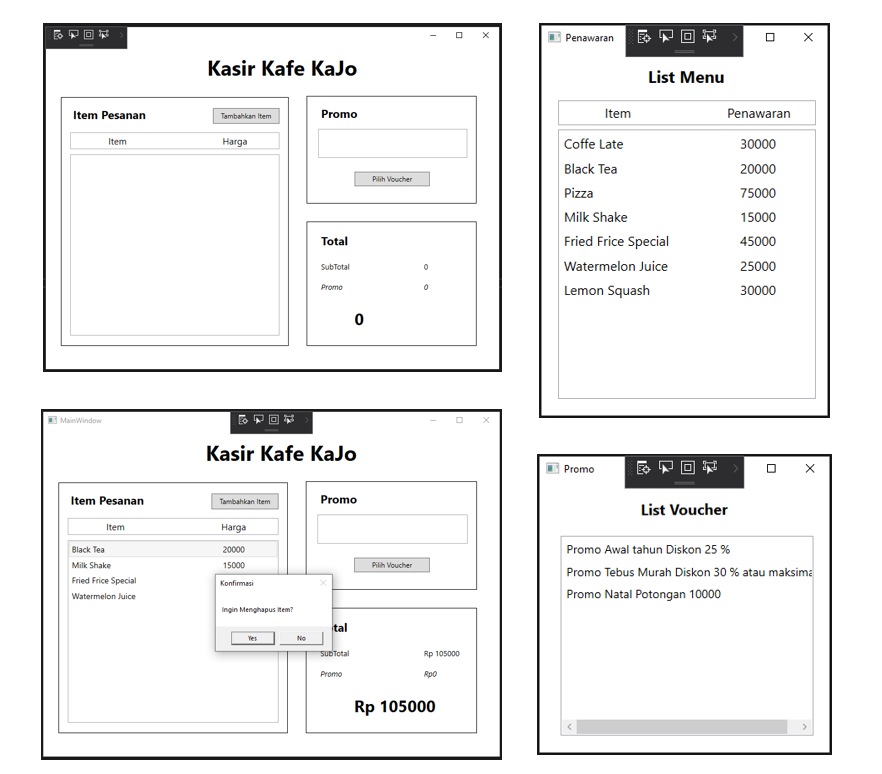 Kasir Kafe KaJo
Item Pesanan
Tambahkan Item
Item Harga
Promo
Pilih Voucher
Total
SubTotal 0
Promo 0
0
Penawaran
List Menu
Item Penawaran
Coffe Late 30000
Black Tea 20000
Pizza 75000
Milk Shake 15000
Fried Frice Special 45000
Watermelon Juice 25000
Lemon Squash 30000
MainWindow
Kasir Kafe KaJo
Item Pesanan
Tambahkan Item
Item Harga
Black Tea 20000
Milk Shake 15000
Fried Frice Special
Watermelon Juice
Konfirmasi
Ingin Menghapus Item?
Yes No
Promo
Pilih Voucher
tal
SubTotal Rp 105000
Promo Rp0
Rp 105000
Promo
List Voucher
Promo Awal tahun Diskon 25 %
Promo Tebus Murah Diskon 30 % atau maksima
Promo Natal Potongan 10000